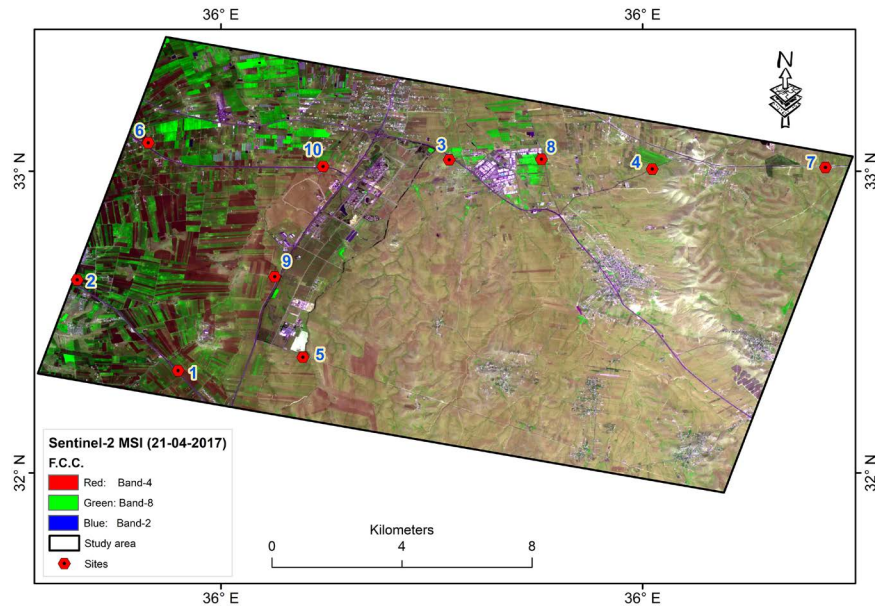 36° E 36° E
N
6 10 3 8 4 7
33° N 33° N
2 9
1 5
Sentinel-2 MSI (21-04-2017)
F.C.C.
Red: Band-4
Green: Band-8
Blue: Band-2
Study area
Sites
Kilometers
0 4 8
32° N 32° N
36° E 36° E